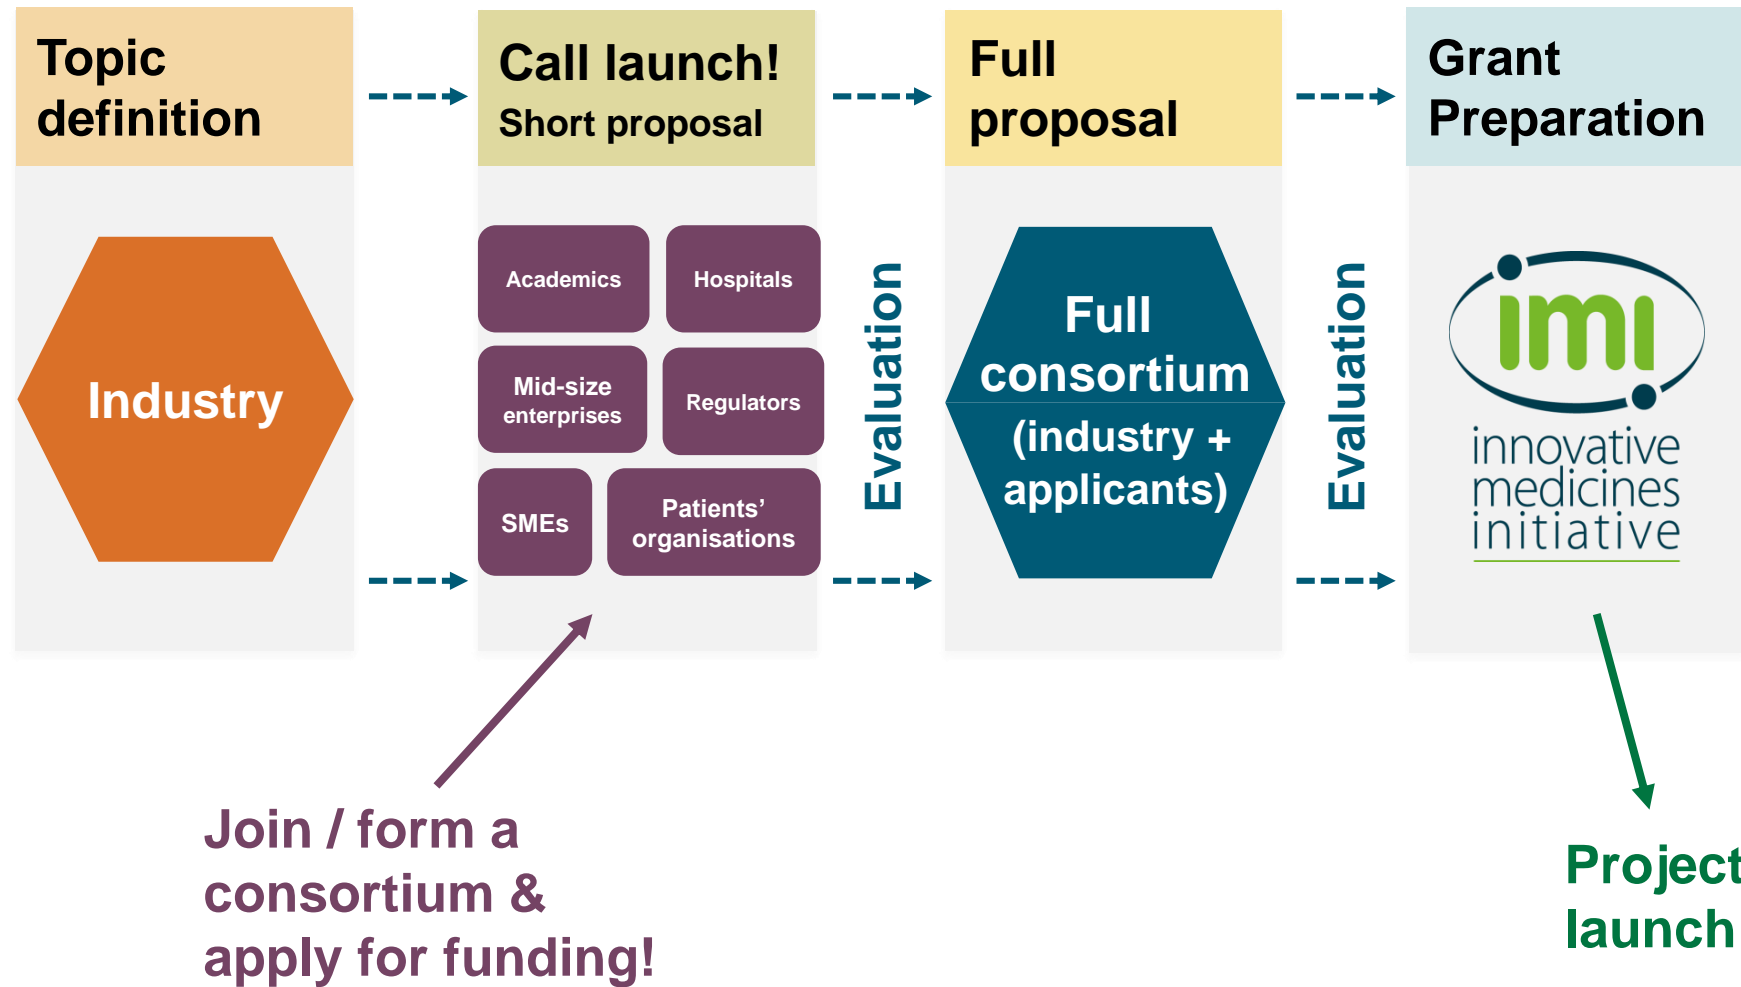 Topic
definition
Call launch!
Short proposal
Full
proposal
Grant
Preparation
Industry
Academics
Hospitals
Mid-size
enterprises
Regulators
SMEs
Patients’
organisations
Evaluation
Full
consortium
(industry +
applicants)
Evaluation
imi
innovative
medicines
initiative
Join / form a
consortium &
apply for funding!
Project
launch